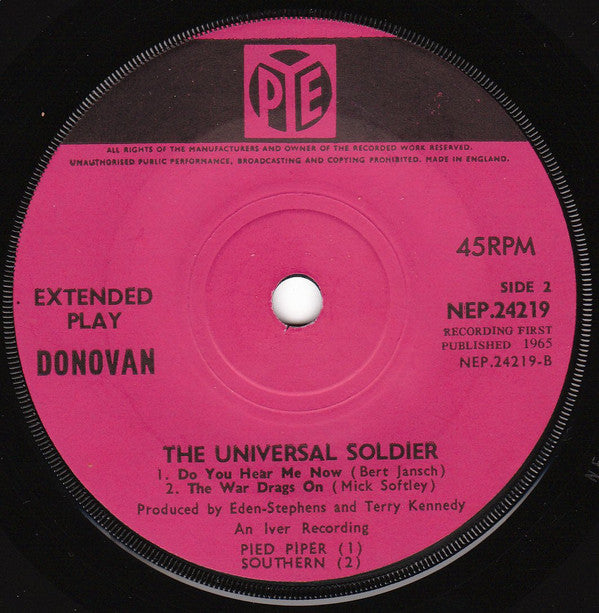 PYE
ALL RIGHTS OF THE MANUFACTURERS AND OWNER OF THE RECORDED WORK RESERVED.
UNAUTHORISED PUBLIC PERFORMANCE, BROADCASTING AND COPYING PROHIBITED. MADE IN ENGLAND.
45RPM
EXTENDED
PLAY
DONOVAN
SIDE 2
NEP.24219
RECORDING FIRST
PUBLISHED 1965
NEP.24219-B
THE UNIVERSAL SOLDIER
1. Do You Hear Me Now (Bert Jansch)
2. The War Drags On (Mick Softley)
Produced by Eden-Stephens and Terry Kennedy
An Iver Recording
PIED PIPER (1)
SOUTHERN (2)